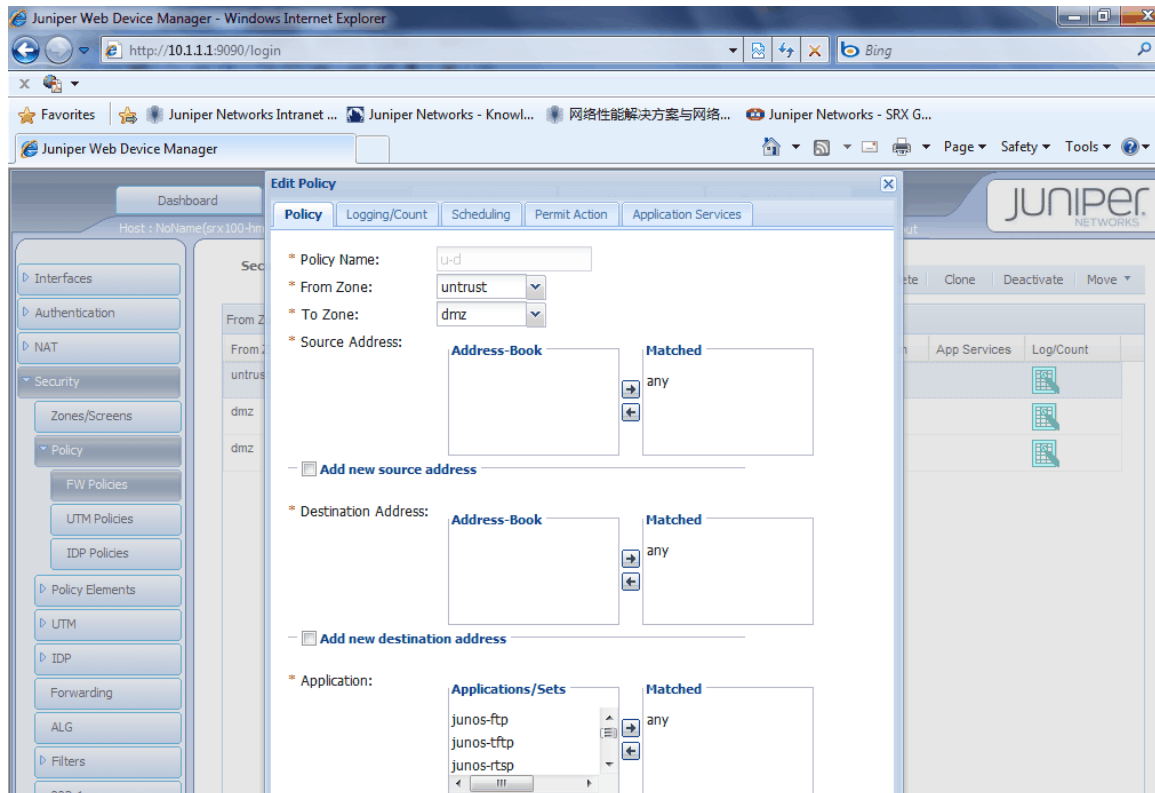 Juniper Web Device Manager - Windows Internet Explorer
http://10.1.1.1:9090/login
Bing
x
Favorites Juniper Networks Intranet ... Juniper Networks - Knowl... 网络性能解决方案与网络... Juniper Networks - SRX G...
Juniper Web Device Manager Page Safety Tools
Dashboard
Host : NoName(srx100-hm
out
JUNIPER
NETWORKS
Edit Policy
Policy Logging/Count Scheduling Permit Action Application Services
Interfaces
Authentication
NAT
Security
Zones/Screens
Policy
FW Policies
UTM Policies
IDP Policies
Policy Elements
UTM
IDP
Forwarding
ALG
Filters
Sec
ete Clone Deactivate Move
From Z
From Z
n App Services Log/Count
untrus
dmz
dmz
* Policy Name: u-d
* From Zone: untrust
* To Zone: dmz
* Source Address:
Address-Book Matched
any
Add new source address
* Destination Address:
Address-Book Matched
any
Add new destination address
* Application:
Applications/Sets Matched
junos-ftp any
junos-tftp
junos-rtsp